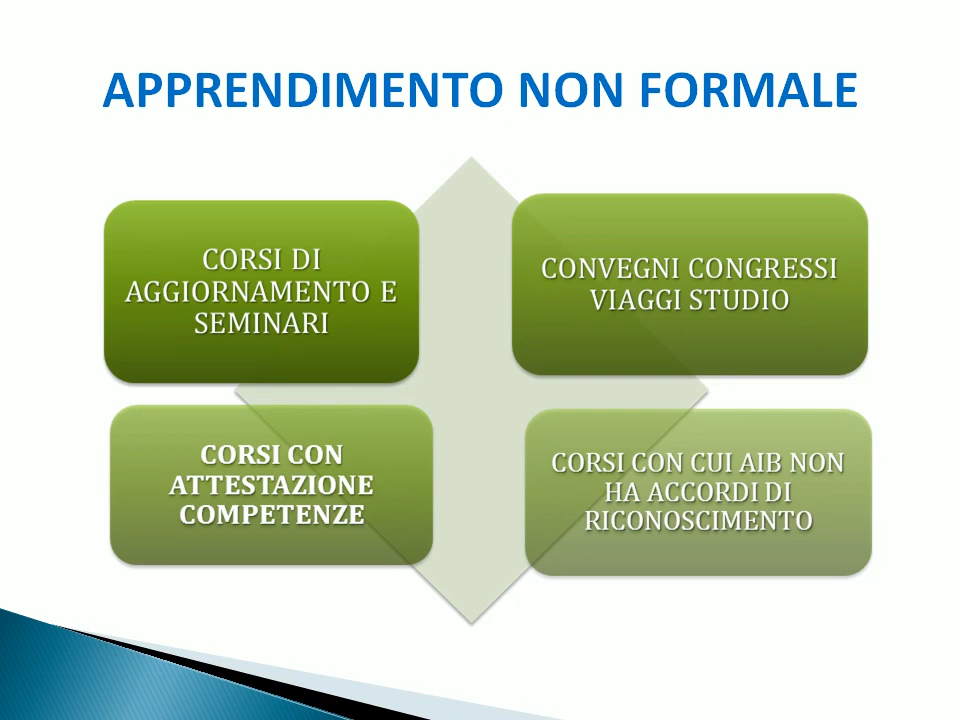 APPRENDIMENTO NON FORMALE
CORSI DI
AGGIORNAMENTO E
SEMINARI
CONVEGNI CONGRESSI
VIAGGI STUDIO
CORSI CON
ATTESTAZIONE
COMPETENZE
CORSI CON CUI AIB NON
HA ACCORDI DI
RICONOSCIMENTO